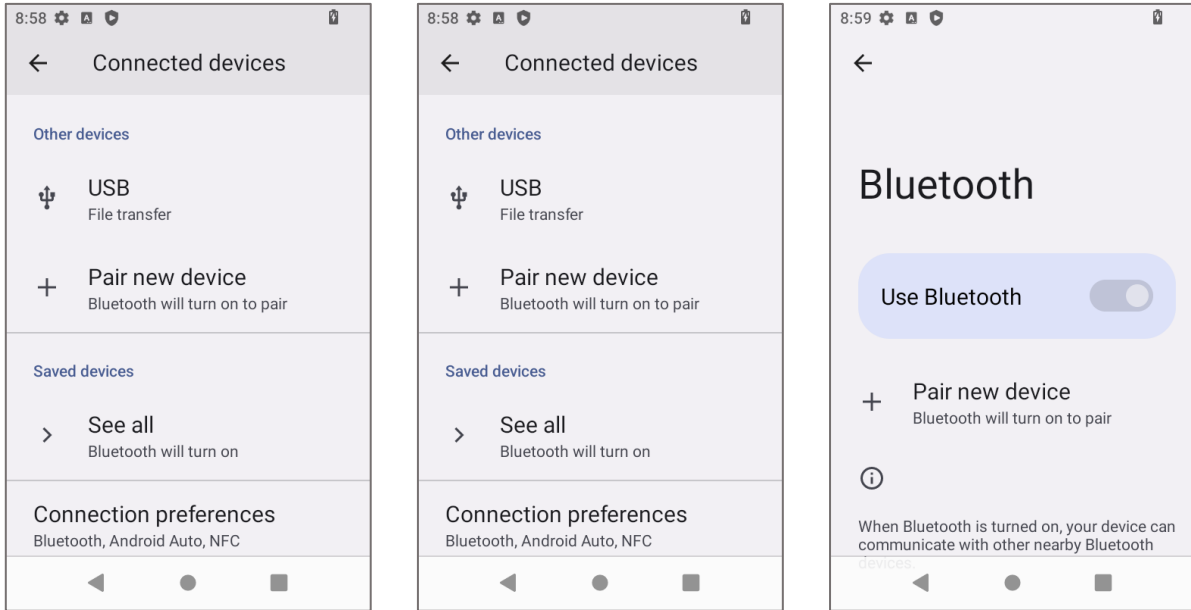 8:58
Connected devices
Other devices
USB
File transfer
Pair new device
Bluetooth will turn on to pair
Saved devices
See all
Bluetooth will turn on
Connection preferences
Bluetooth, Android Auto, NFC
8:58
Connected devices
Other devices
USB
File transfer
Pair new device
Bluetooth will turn on to pair
Saved devices
See all
Bluetooth will turn on
Connection preferences
Bluetooth, Android Auto, NFC
8:59
Bluetooth
Use Bluetooth
Pair new device
Bluetooth will turn on to pair
When Bluetooth is turned on, your device can
communicate with other nearby Bluetooth
devices.